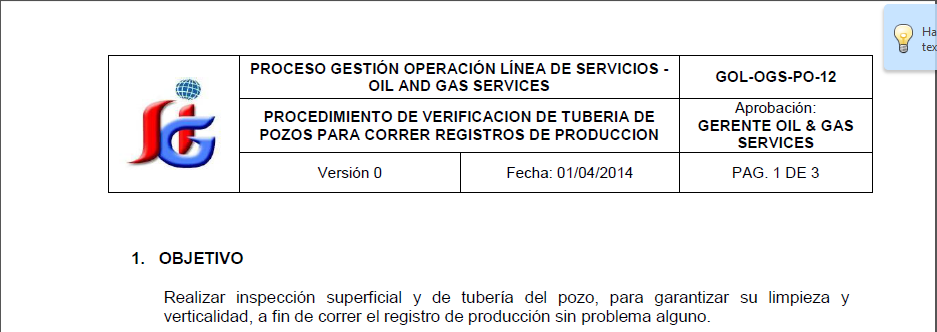 PROCESO GESTIÓN OPERACIÓN LÍNEA DE SERVICIOS -
OIL AND GAS SERVICES
GOL-OGS-PO-12
PROCEDIMIENTO DE VERIFICACION DE TUBERIA DE
POZOS PARA CORRER REGISTROS DE PRODUCCION
Aprobación:
GERENTE OIL & GAS
SERVICES
Versión 0
Fecha: 01/04/2014
PAG. 1 DE 3
1. OBJETIVO
Realizar inspección superficial y de tubería del pozo, para garantizar su limpieza y
verticalidad, a fin de correr el registro de producción sin problema alguno.
Ha
tex